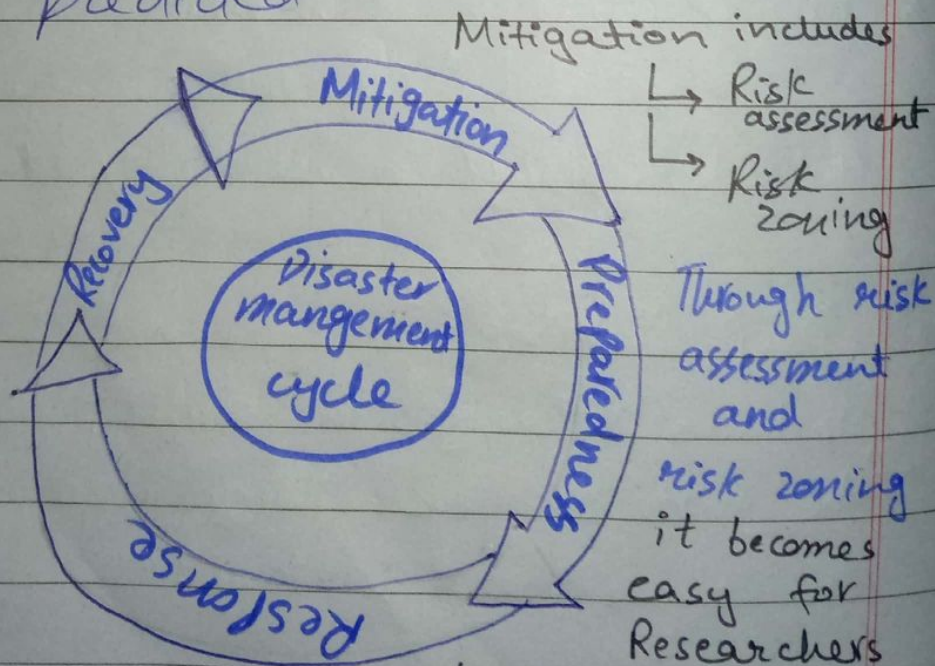 predicted
Mitigation includes
↳ Risk
assessment
↳ Risk
zoning
Mitigation
Preparedness
Response
Recovery
Disaster
mangement
cycle
Through risk
assessment
and
risk zoning
it becomes
easy for
Researchers